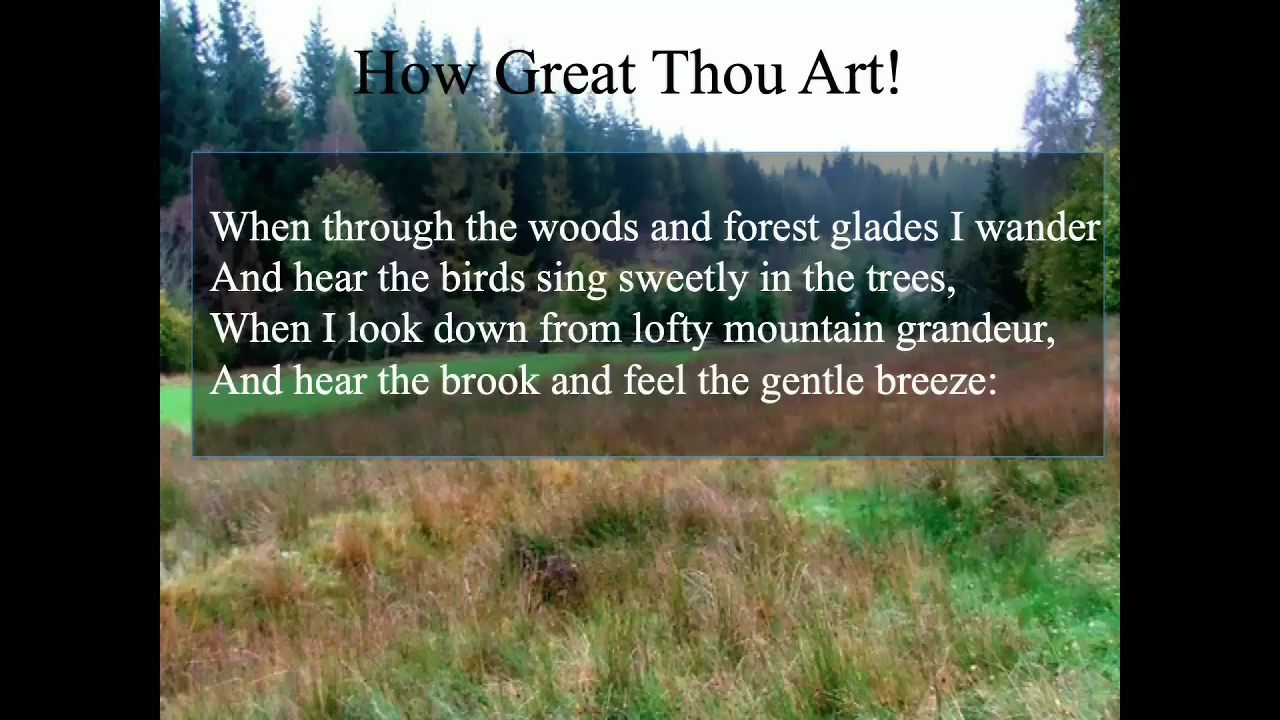 How Great Thou Art!
When through the woods and forest glades I wander
And hear the birds sing sweetly in the trees,
When I look down from lofty mountain grandeur,
And hear the brook and feel the gentle breeze: